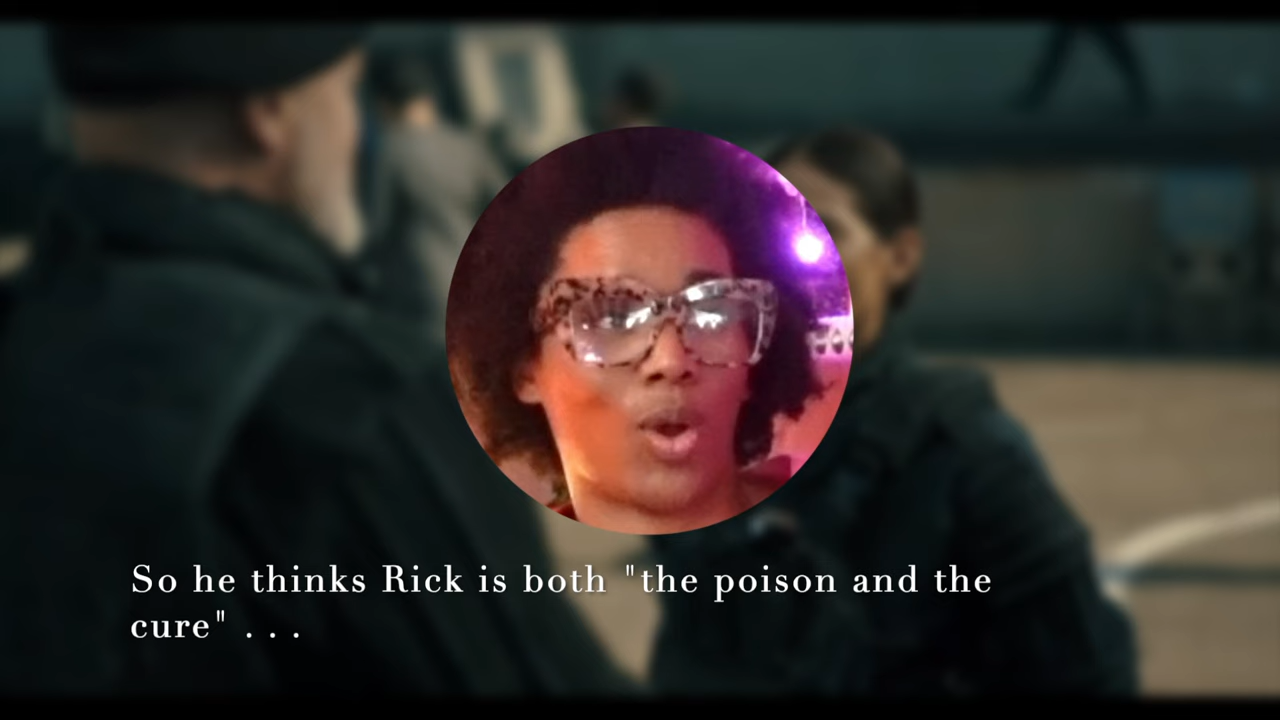 So he thinks Rick is both "the poison and the
cure" . . .